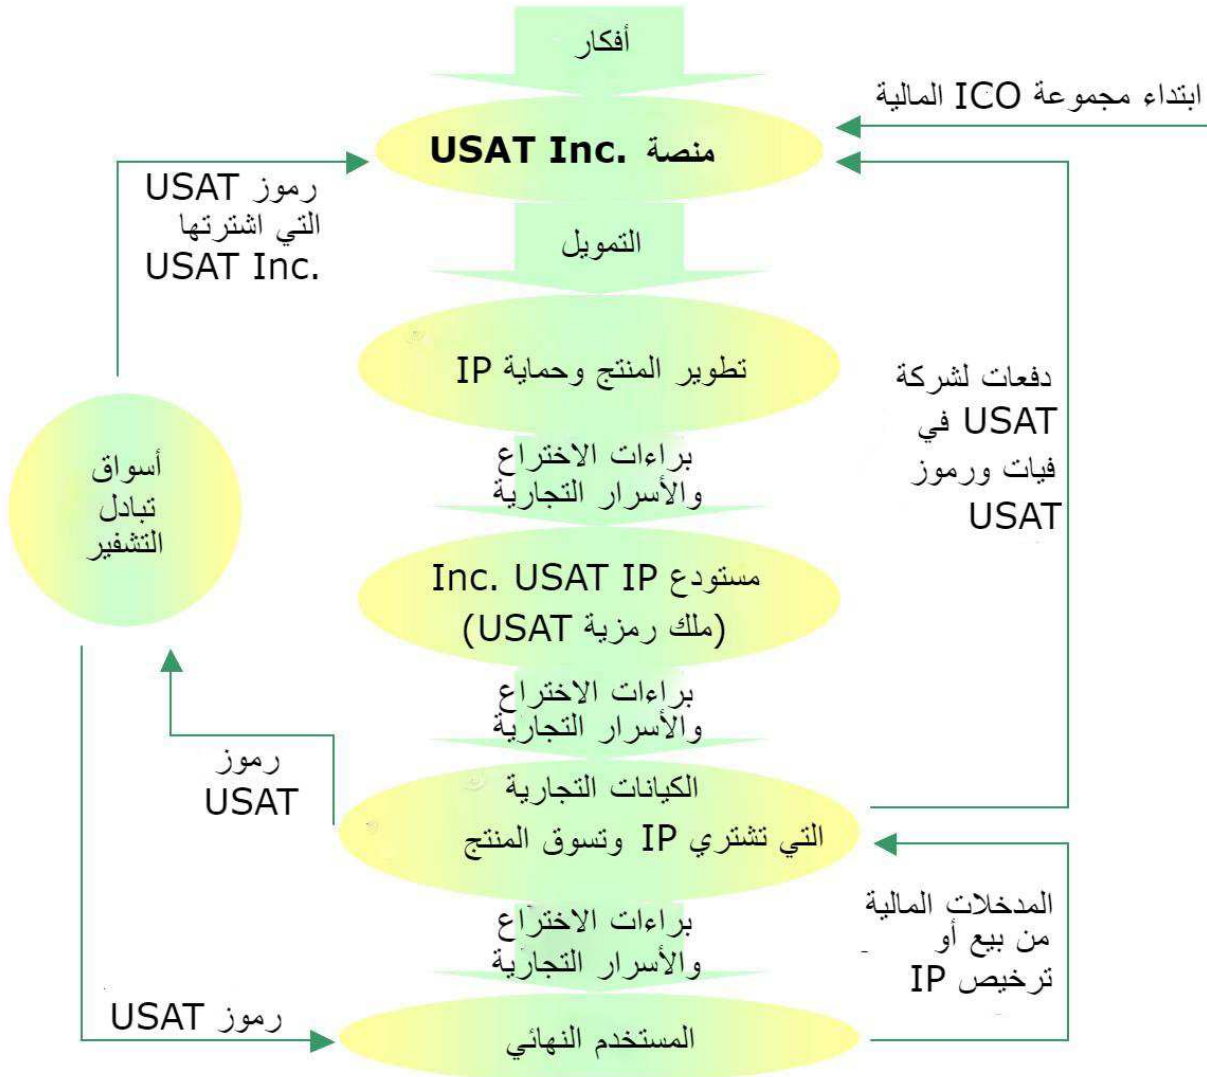 أفكار
ابتداء مجموعة ICO المالية
منصة USAT Inc.
رموز USAT
التي اشترتها
USAT Inc.
التمويل
تطوير المنتج وحماية IP
دفعات لشركة
USAT في
فيات ورموز
USAT
براءات الاختراع
والأسرار التجارية
أسواق
تبادل
التشفير
مستودع Inc. USAT IP
(ملك رمزية USAT)
براءات الاختراع
والأسرار التجارية
رموز
USAT
الكيانات التجارية
التي تشتري IP وتسوق المنتج
المدخلات المالية
من بيع أو
ترخيص IP
براءات الاختراع
والأسرار التجارية
رموز USAT
المستخدم النهائي